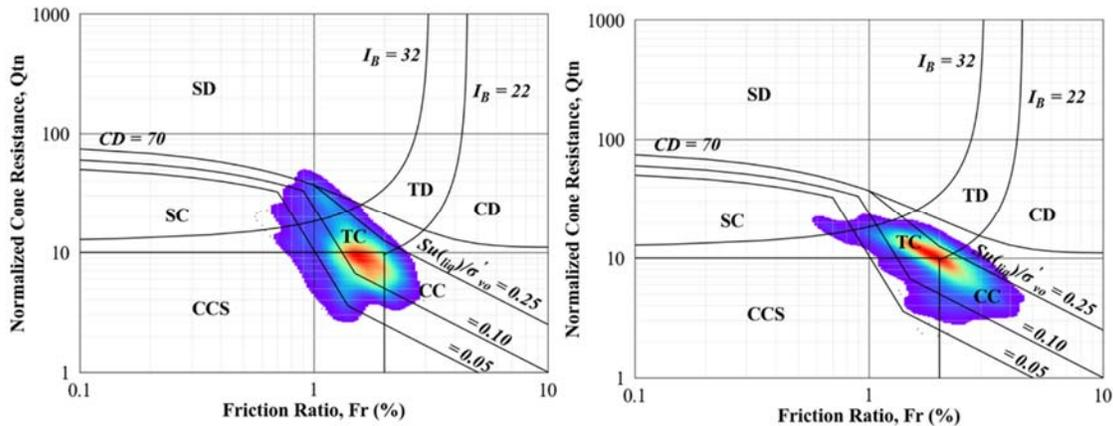 1000
100
10
1
0.1
1
10
Normalized Cone Resistance, Qtn
Friction Ratio, Fr (%)
SD
CD = 70
SC
CCS
TC
CC
TD
CD
I_B = 32
I_B = 22
Su(liq)/σ'vo = 0.25
= 0.10
= 0.05
1000
100
10
1
0.1
1
10
Normalized Cone Resistance, Qtn
Friction Ratio, Fr (%)
SD
CD = 70
SC
CCS
TC
CC
TD
CD
I_B = 32
I_B = 22
Su(liq)/σ'vo = 0.25
= 0.10
= 0.05